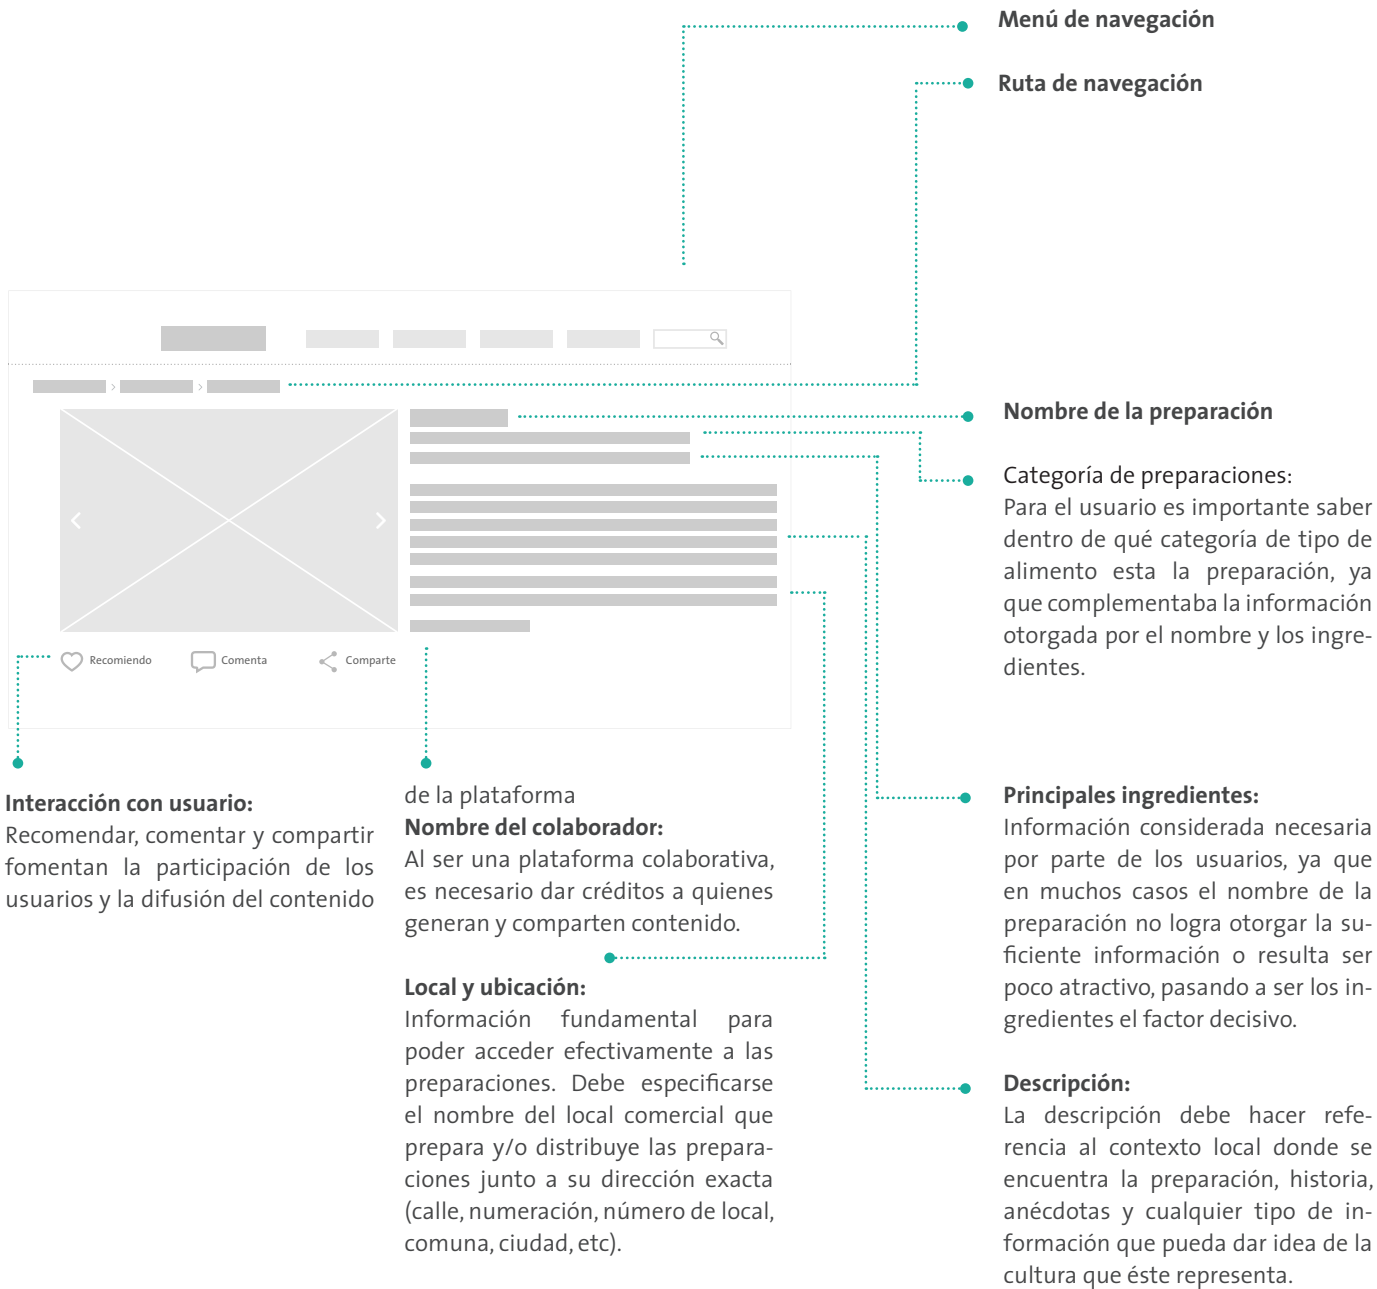 Menú de navegación
Ruta de navegación
Nombre de la preparación
Categoría de preparaciones:
Para el usuario es importante saber
dentro de qué categoría de tipo de
alimento esta la preparación, ya
que complementaba la información
otorgada por el nombre y los ingre-
dientes.
Recomiendo
Comenta
Comparte
Interacción con usuario:
Recomendar, comentar y compartir
fomentan la participación de los
usuarios y la difusión del contenido
de la plataforma
Nombre del colaborador:
Al ser una plataforma colaborativa,
es necesario dar créditos a quienes
generan y comparten contenido.
Local y ubicación:
Información fundamental para
poder acceder efectivamente a las
preparaciones. Debe especificarse
el nombre del local comercial que
prepara y/o distribuye las prepara-
ciones junto a su dirección exacta
(calle, numeración, número de local,
comuna, ciudad, etc).
Principales ingredientes:
Información considerada necesaria
por parte de los usuarios, ya que
en muchos casos el nombre de la
preparación no logra otorgar la su-
ficiente información o resulta ser
poco atractivo, pasando a ser los in-
gredientes el factor decisivo.
Descripción:
La descripción debe hacer refe-
rencia al contexto local donde se
encuentra la preparación, historia,
anécdotas y cualquier tipo de in-
formación que pueda dar idea de la
cultura que éste representa.